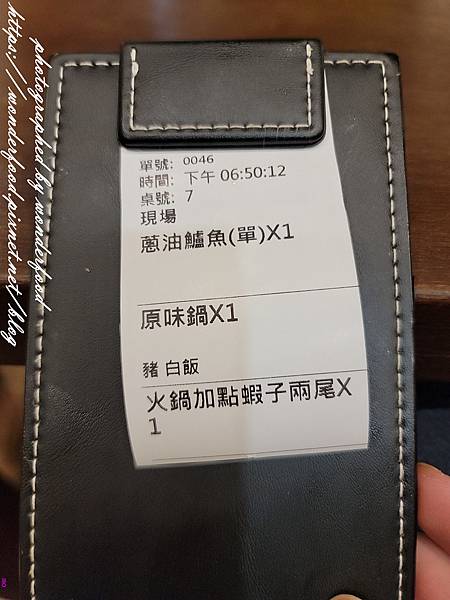 photographed by wonderfood
https://wonderfood.pixnet.net/blog
單號: 0046
時間: 下午 06:50:12
桌號: 7
現場
蔥油鱸魚(單)X1
原味鍋X1
豬 白飯
火鍋加點蝦子兩尾X
1